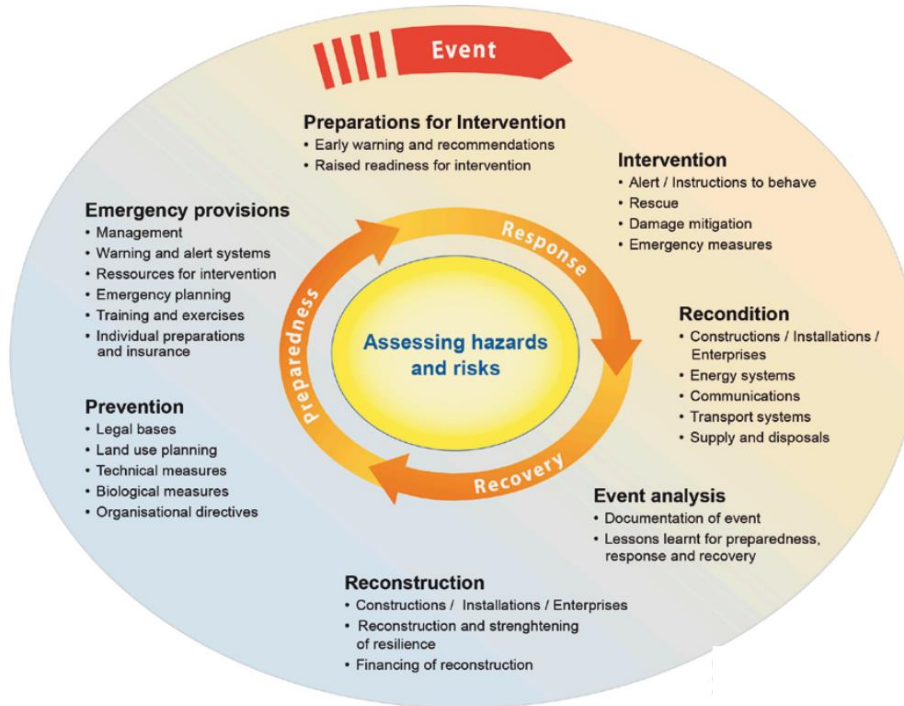 Event
Preparations for Intervention
• Early warning and recommendations
• Raised readiness for intervention
Intervention
• Alert / Instructions to behave
• Rescue
• Damage mitigation
• Emergency measures
Emergency provisions
• Management
• Warning and alert systems
• Ressources for intervention
• Emergency planning
• Training and exercises
• Individual preparations
and insurance
Response
Preparedness
Recovery
Assessing hazards
and risks
Recondition
• Constructions / Installations /
Enterprises
• Energy systems
• Communications
• Transport systems
• Supply and disposals
Prevention
• Legal bases
• Land use planning
• Technical measures
• Biological measures
• Organisational directives
Event analysis
• Documentation of event
• Lessons learnt for preparedness,
response and recovery
Reconstruction
• Constructions / Installations / Enterprises
• Reconstruction and strenghtening
of resilience
• Financing of reconstruction